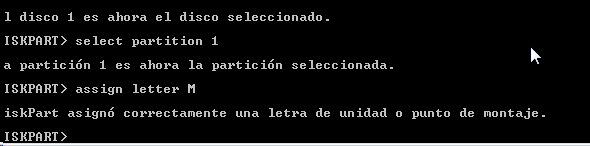 l disco 1 es ahora el disco seleccionado.
ISKPART> select partition 1
a partición 1 es ahora la partición seleccionada.
ISKPART> assign letter M
iskPart asignó correctamente una letra de unidad o punto de montaje.
ISKPART>